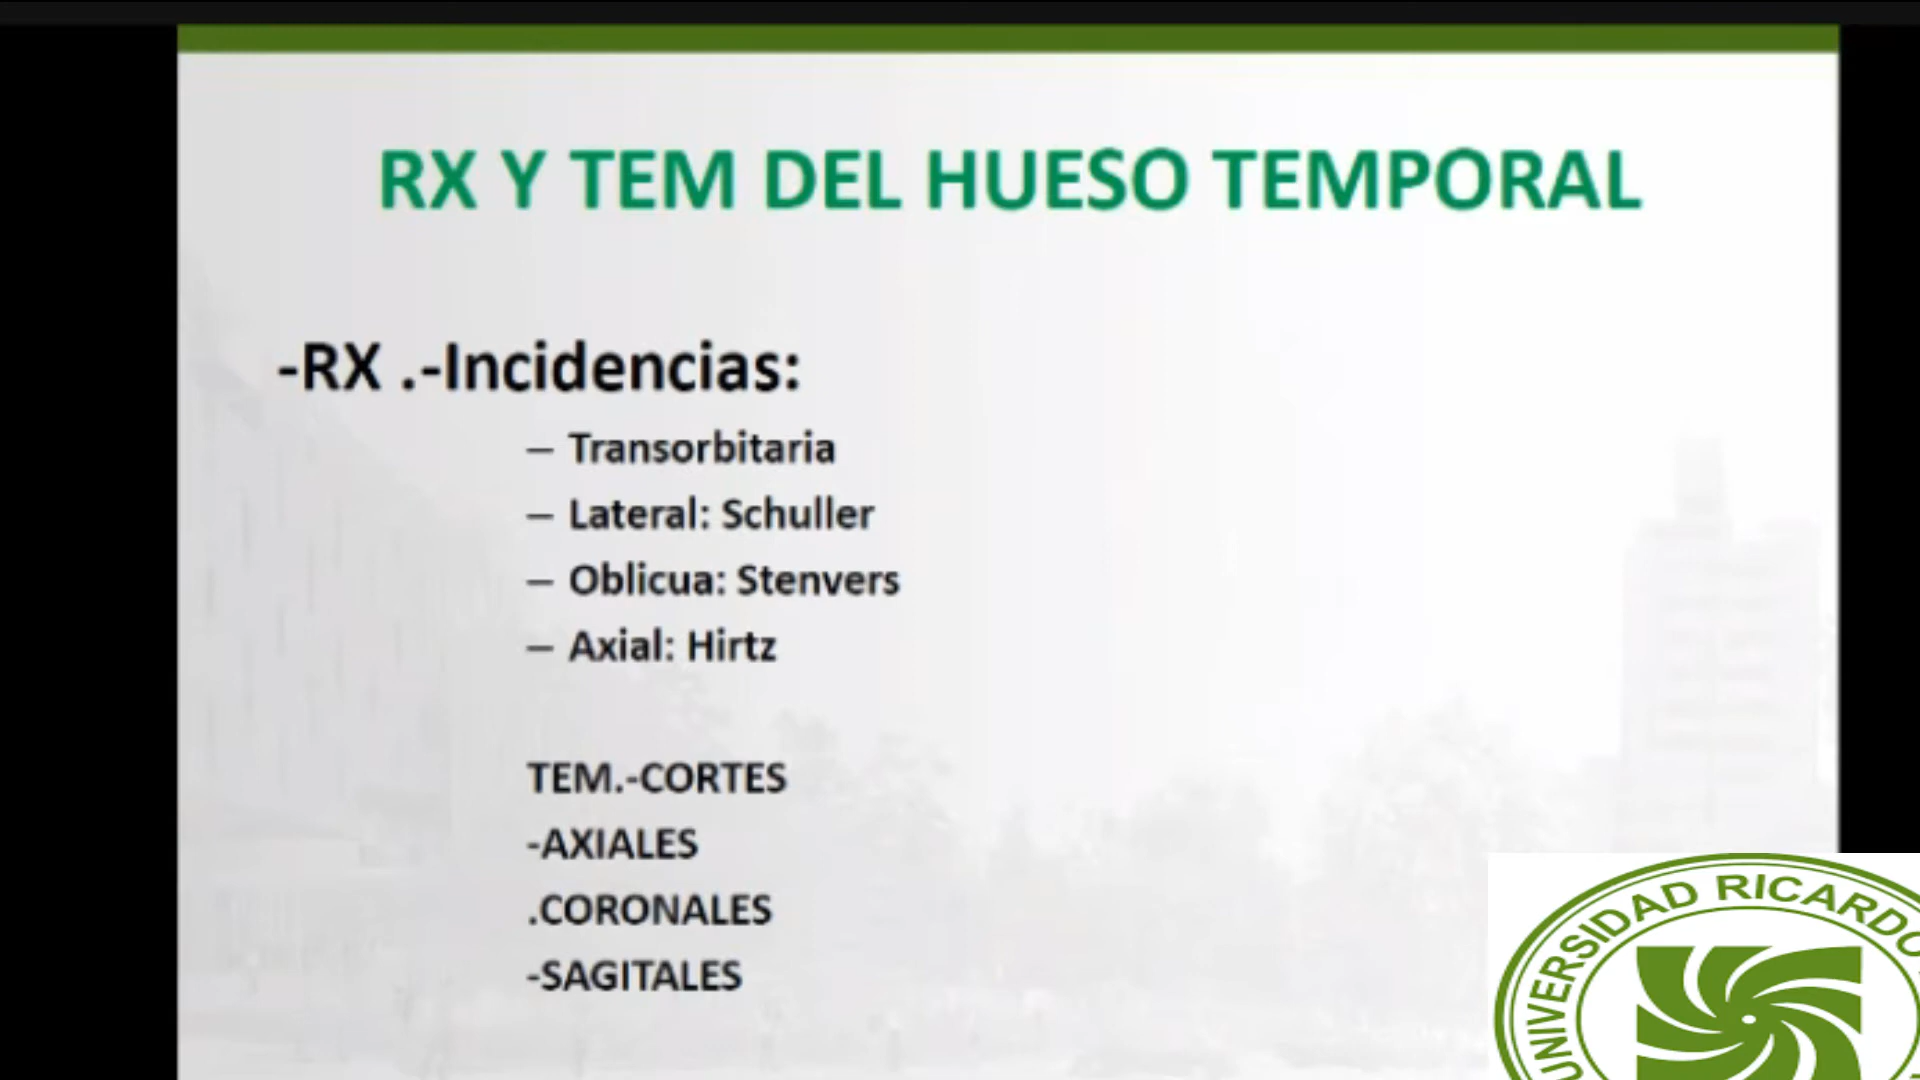 RX Y TEM DEL HUESO TEMPORAL
-RX .-Incidencias:
– Transorbitaria
– Lateral: Schuller
– Oblicua: Stenvers
– Axial: Hirtz
TEM.-CORTES
-AXIALES
.CORONALES
-SAGITALES
UNIVERSIDAD RICARDO